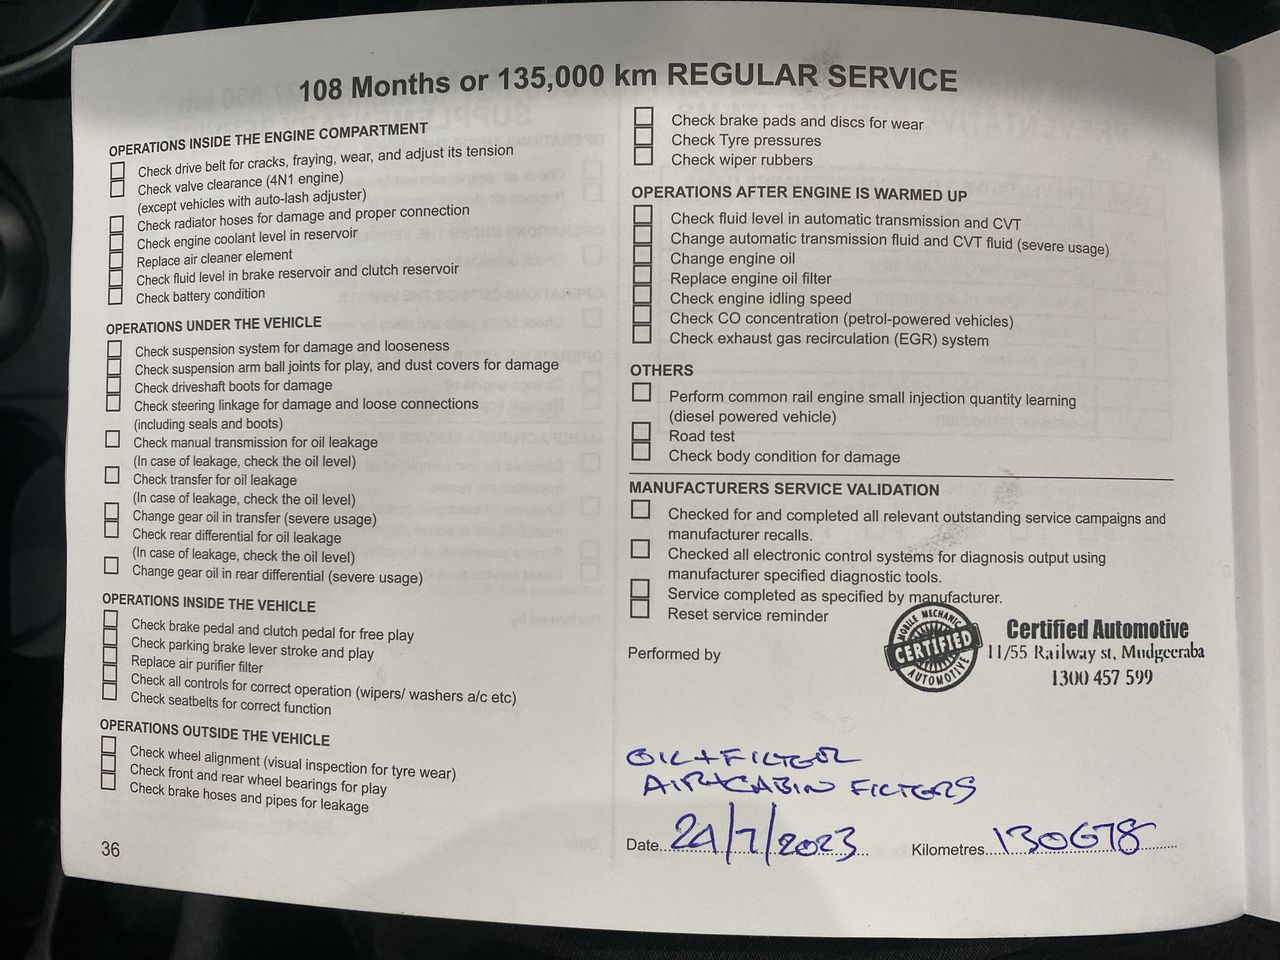 108 Months or 135,000 km REGULAR SERVICE
OPERATIONS INSIDE THE ENGINE COMPARTMENT
Check drive belt for cracks, fraying, wear, and adjust its tension
Check valve clearance (4N1 engine)
(except vehicles with auto-lash adjuster)
Check radiator hoses for damage and proper connection
Check engine coolant level in reservoir
Replace air cleaner element
Check fluid level in brake reservoir and clutch reservoir
Check battery condition
OPERATIONS UNDER THE VEHICLE
Check suspension system for damage and looseness
Check suspension arm ball joints for play, and dust covers for damage
Check driveshaft boots for damage
Check steering linkage for damage and loose connections
(including seals and boots)
Check manual transmission for oil leakage
(In case of leakage, check the oil level)
Check transfer for oil leakage
(In case of leakage, check the oil level)
Change gear oil in transfer (severe usage)
Check rear differential for oil leakage
(In case of leakage, check the oil level)
Change gear oil in rear differential (severe usage)
OPERATIONS INSIDE THE VEHICLE
Check brake pedal and clutch pedal for free play
Check parking brake lever stroke and play
Replace air purifier filter
Check all controls for correct operation (wipers/ washers a/c etc)
Check seatbelts for correct function
OPERATIONS OUTSIDE THE VEHICLE
Check wheel alignment (visual inspection for tyre wear)
Check front and rear wheel bearings for play
Check brake hoses and pipes for leakage
36
Check brake pads and discs for wear
Check Tyre pressures
Check wiper rubbers
OPERATIONS AFTER ENGINE IS WARMED UP
Check fluid level in automatic transmission and CVT
Change automatic transmission fluid and CVT fluid (severe usage)
Change engine oil
Replace engine oil filter
Check engine idling speed
Check CO concentration (petrol-powered vehicles)
Check exhaust gas recirculation (EGR) system
OTHERS
Perform common rail engine small injection quantity learning
(diesel powered vehicle)
Road test
Check body condition for damage
MANUFACTURERS SERVICE VALIDATION
Checked for and completed all relevant outstanding service campaigns and
manufacturer recalls.
Checked all electronic control systems for diagnosis output using
manufacturer specified diagnostic tools.
Service completed as specified by manufacturer.
Reset service reminder
Performed by
MOBILE MECHANIC
CERTIFIED
AUTOMOTIVE
Certified Automotive
11/55 Railway st, Mudgeeraba
1300 457 599
OIL + FILTER
AIR + CABIN FILTERS
Date 24/7/2023 Kilometres 130678